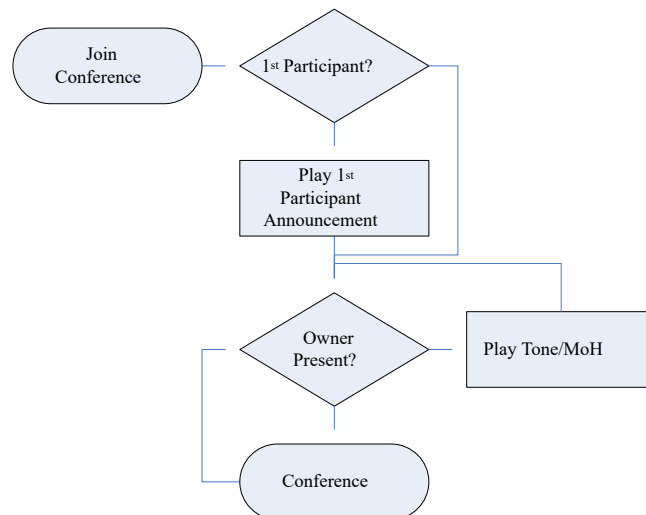 Join
Conference
1st Participant?
Play 1st
Participant
Announcement
Owner
Present?
Play Tone/MoH
Conference